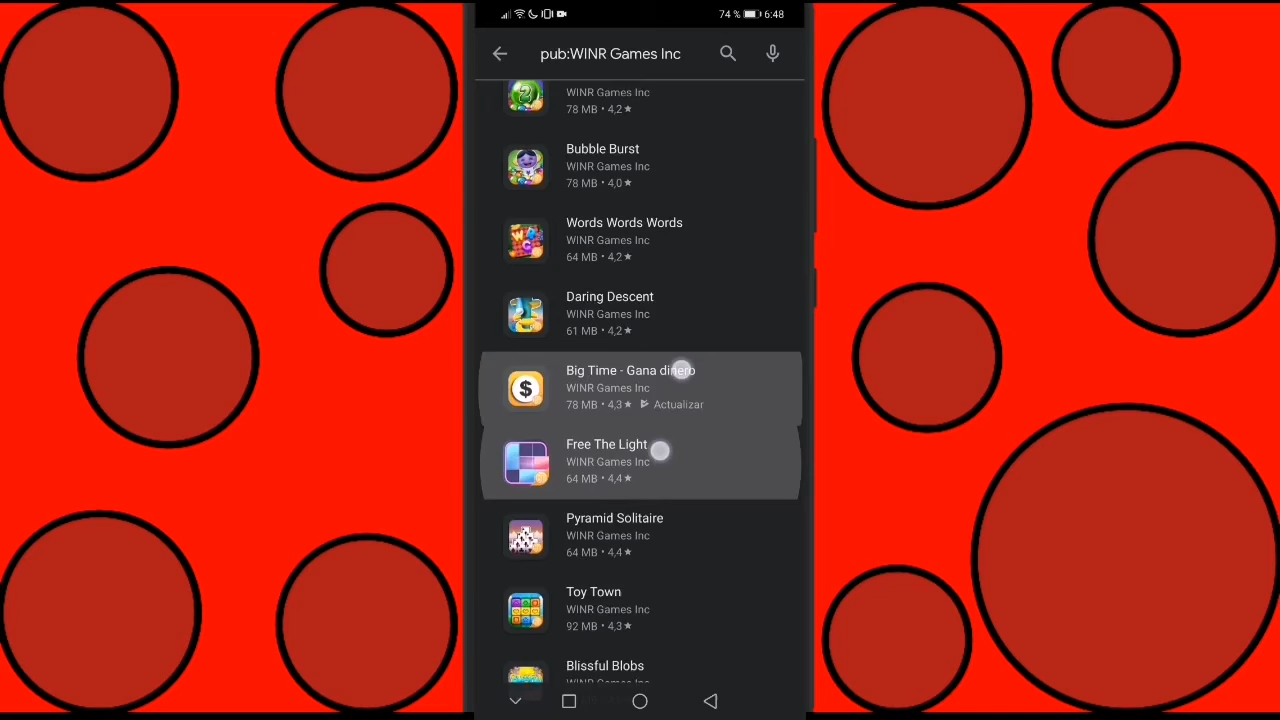 74 % 6:48
pub:WINR Games Inc
WINR Games Inc
78 MB • 4,2 ★
Bubble Burst
WINR Games Inc
78 MB • 4,0 ★
Words Words Words
WINR Games Inc
64 MB • 4,2 ★
Daring Descent
WINR Games Inc
61 MB • 4,2 ★
Big Time - Gana dinero
WINR Games Inc
78 MB • 4,3 ★ Actualizar
Free The Light
WINR Games Inc
64 MB • 4,4 ★
Pyramid Solitaire
WINR Games Inc
64 MB • 4,4 ★
Toy Town
WINR Games Inc
92 MB • 4,3 ★
Blissful Blobs
WINR Games Inc